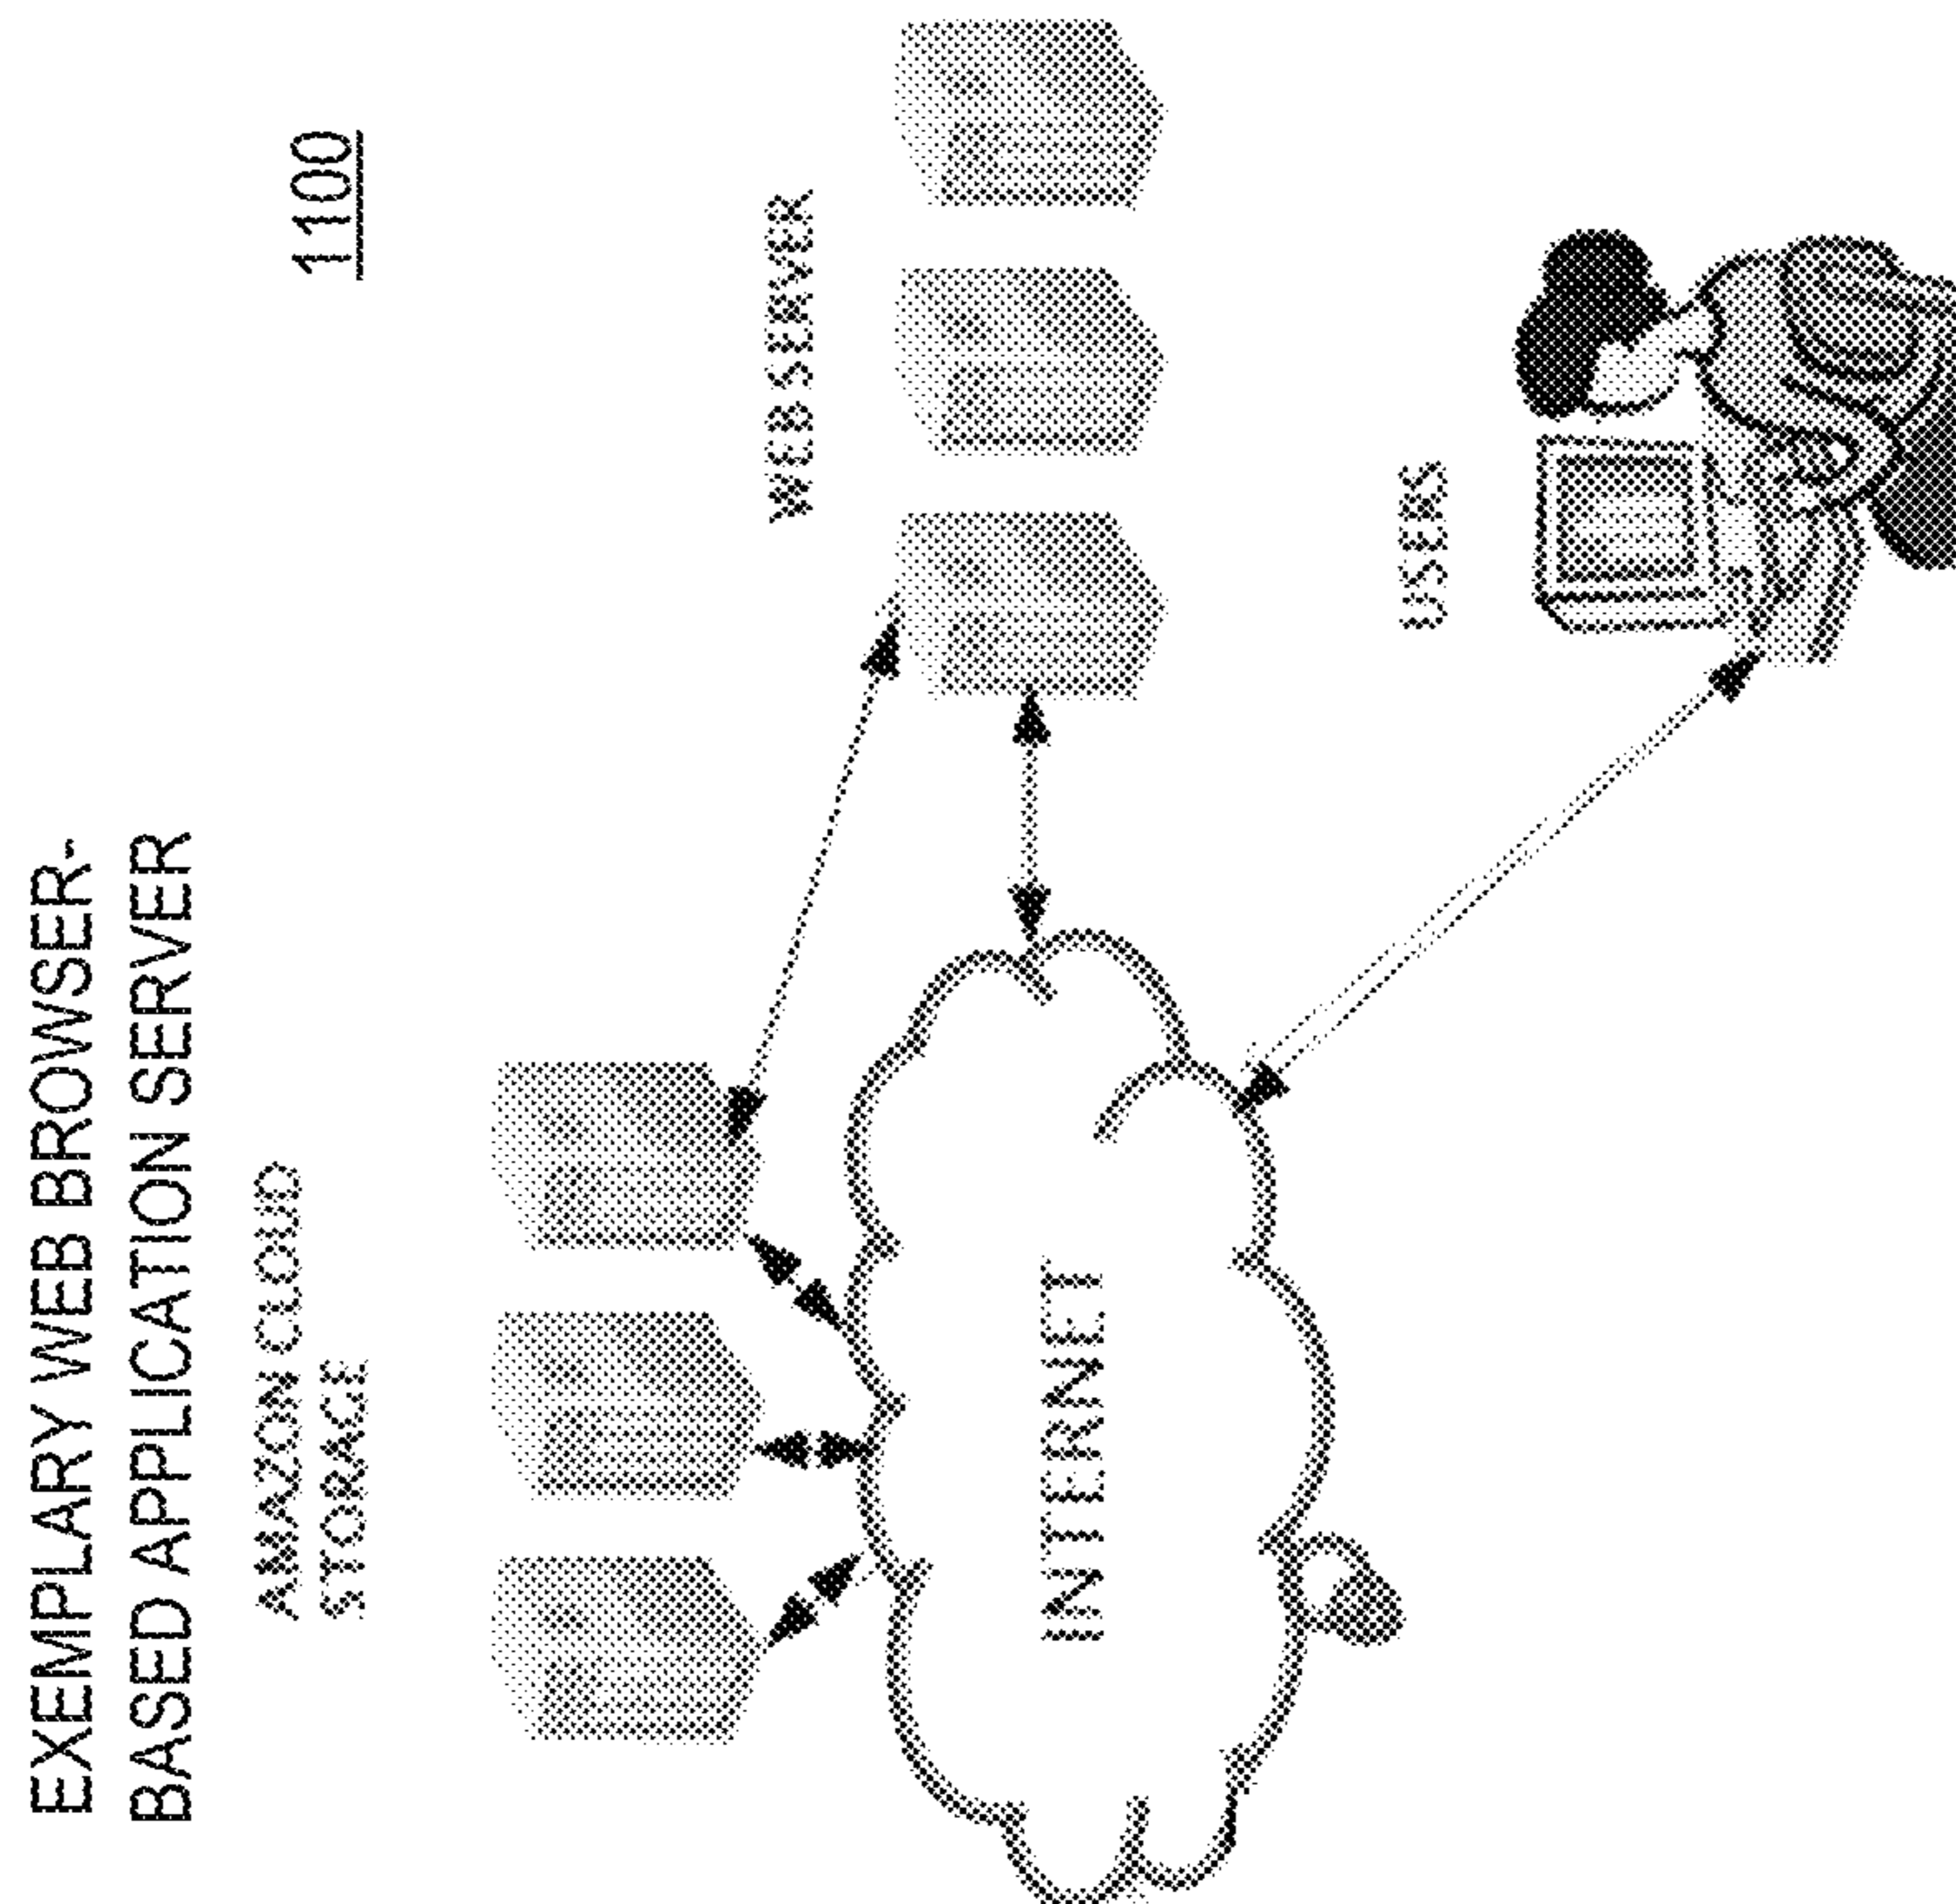 EXEMPLARY WEB BROWSER-
BASED APPLICATION SERVER
1100
AMAZON CLOUD
STORAGE
WEB SERVER
INTERNET
USERS